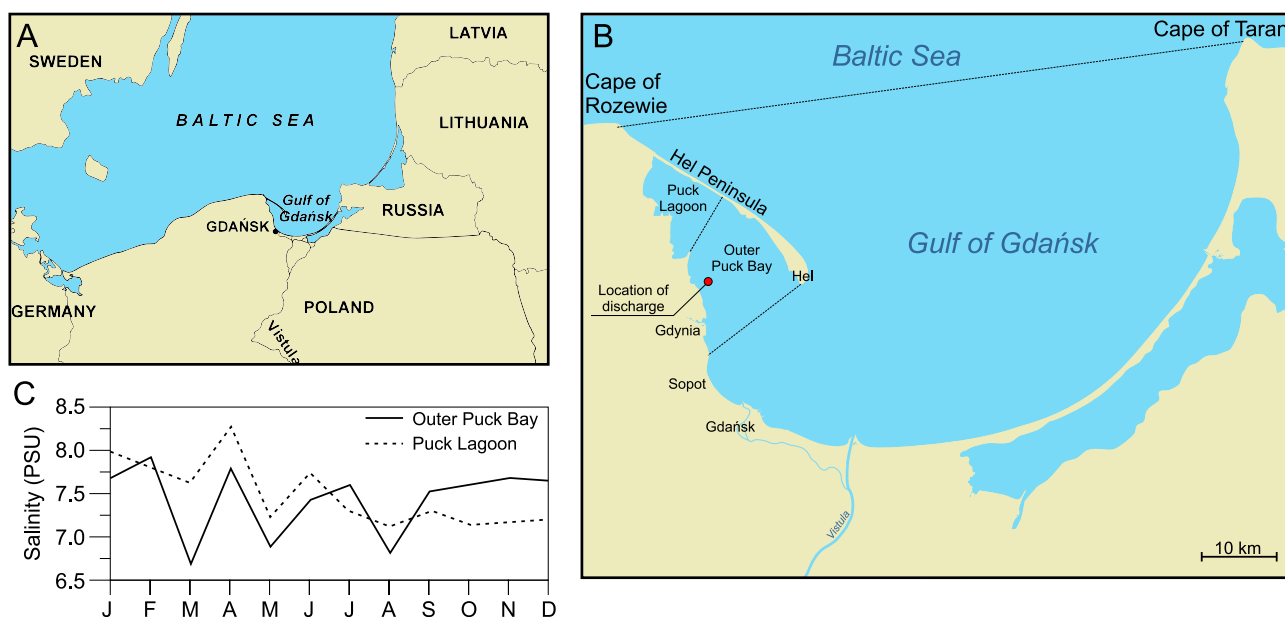 A
SWEDEN
LATVIA
BALTIC SEA
LITHUANIA
Gulf of
Gdańsk
RUSSIA
GDAŃSK
GERMANY
POLAND
Vistula
B
Cape of Taran
Baltic Sea
Cape of
Rozewie
Hel Peninsula
Puck
Lagoon
Outer
Puck Bay
Gulf of Gdańsk
Hel
Location of
discharge
Gdynia
Sopot
Gdańsk
Vistula
10 km
C
8.5
8.0
7.5
7.0
6.5
Salinity (PSU)
Outer Puck Bay
Puck Lagoon
J F M A M J J A S O N D